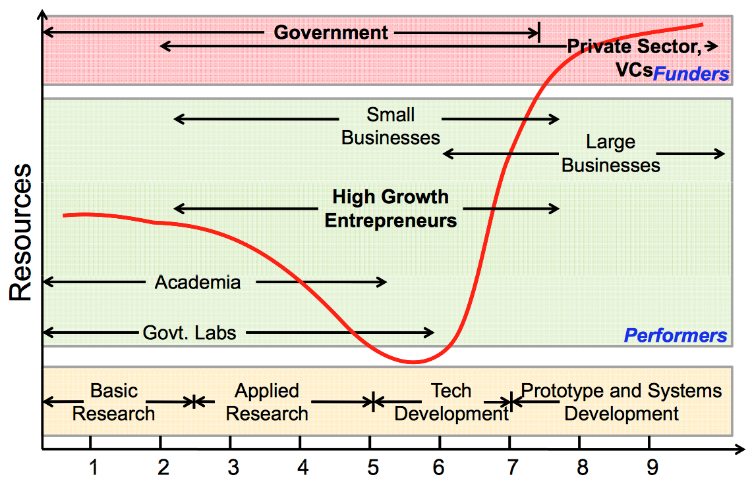 Government
Private Sector,
VCs
Funders
Small
Businesses
Large
Businesses
High Growth
Entrepreneurs
Academia
Govt. Labs
Performers
Resources
Basic
Research
Applied
Research
Tech
Development
Prototype and Systems
Development
1 2 3 4 5 6 7 8 9